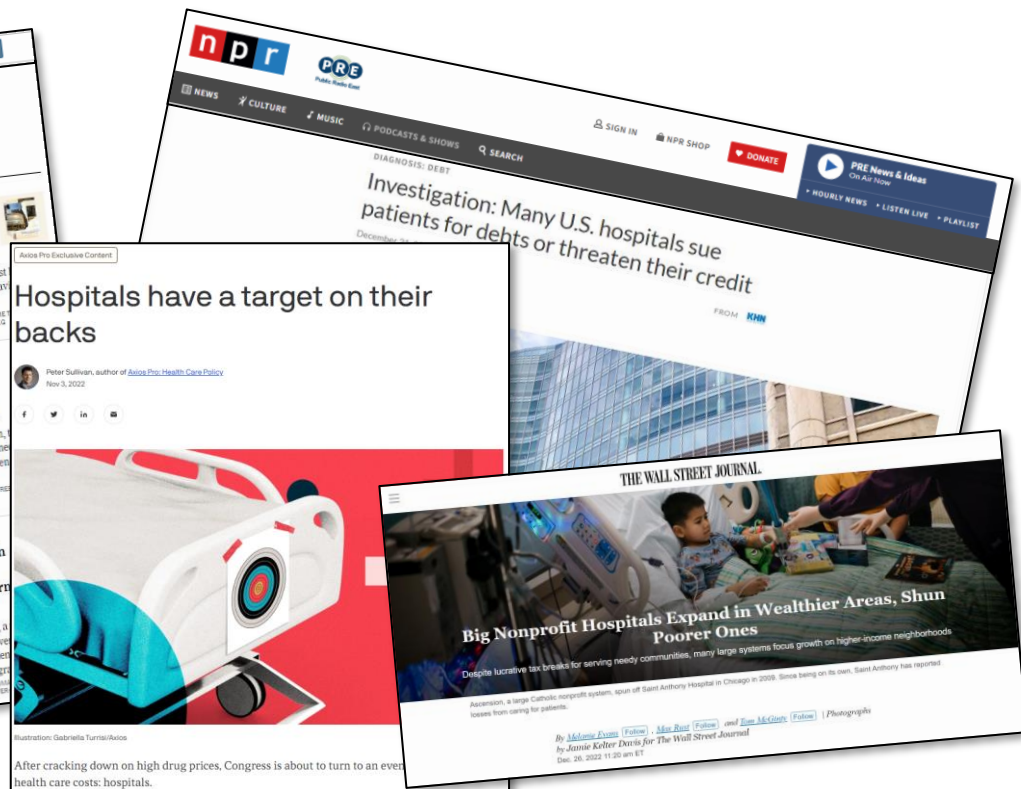 npr
PRE
Public Radio East
NEWS
CULTURE
MUSIC
PODCASTS & SHOWS
SEARCH
SIGN IN
NPR SHOP
DONATE
PRE News & Ideas
On Air Now
HOURLY NEWS
LISTEN LIVE
PLAYLIST
DIAGNOSIS: DEBT
Investigation: Many U.S. hospitals sue
patients for debts or threaten their credit
December
FROM KHN
Axios Pro Exclusive Content
Hospitals have a target on their
backs
Peter Sullivan, author of Axios Pro: Health Care Policy
Nov 3, 2022
Illustration: Gabriella Turrisi/Axios
After cracking down on high drug prices, Congress is about to turn to an even
health care costs: hospitals.
THE WALL STREET JOURNAL.
Big Nonprofit Hospitals Expand in Wealthier Areas, Shun
Poorer Ones
Despite lucrative tax breaks for serving needy communities, many large systems focus growth on higher-income neighborhoods
Ascension, a large Catholic nonprofit system, spun off Saint Anthony Hospital in Chicago in 2009. Since being on its own, Saint Anthony has reported
losses from caring for patients.
By Melanie Evans Follow , Max Rust Follow and Tom McGinty Follow | Photographs
by Jamie Kelter Davis for The Wall Street Journal
Dec. 26, 2022 11:20 am ET